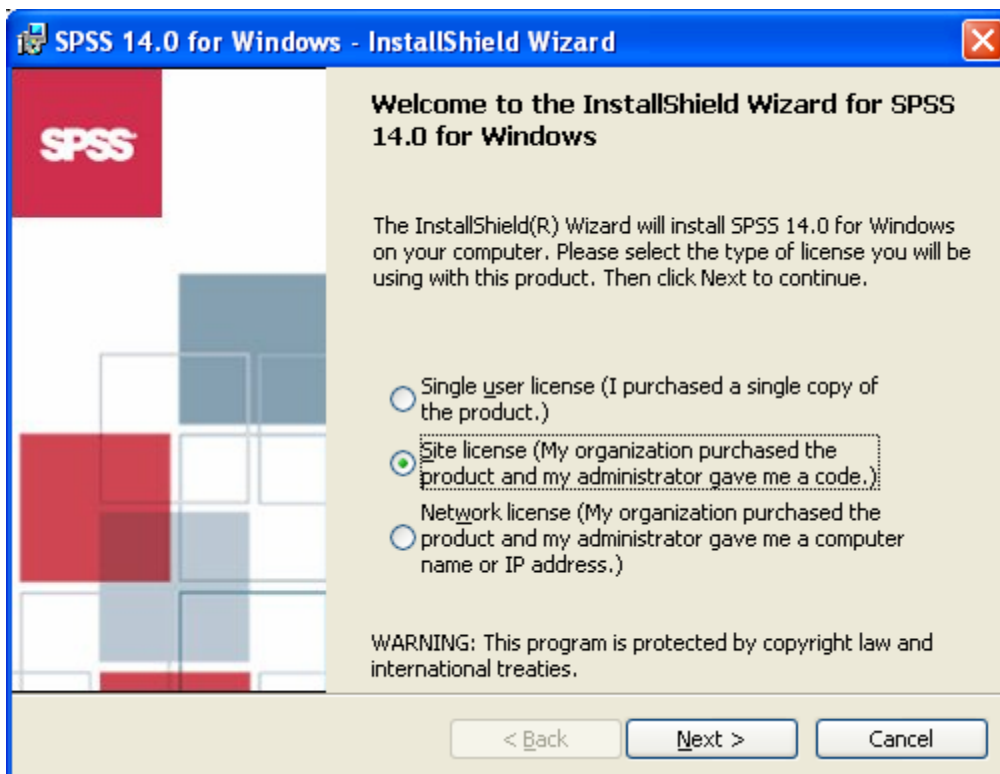 SPSS 14.0 for Windows - InstallShield Wizard
SPSS
Welcome to the InstallShield Wizard for SPSS
14.0 for Windows
The InstallShield(R) Wizard will install SPSS 14.0 for Windows
on your computer. Please select the type of license you will be
using with this product. Then click Next to continue.
Single user license (I purchased a single copy of
the product.)
Site license (My organization purchased the
product and my administrator gave me a code.)
Network license (My organization purchased the
product and my administrator gave me a computer
name or IP address.)
WARNING: This program is protected by copyright law and
international treaties.
< Back
Next >
Cancel